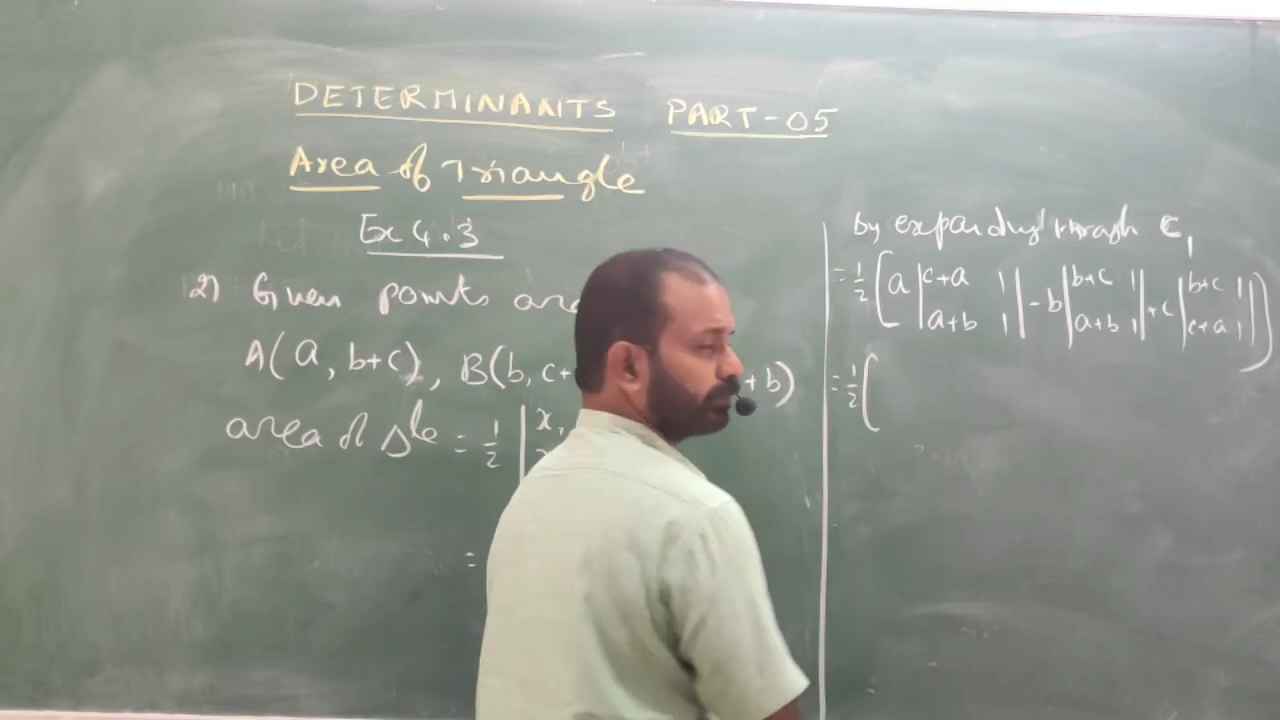 DETERMINANTS PART-05
Area of Triangle
Ex 4.3
2) Given points are
A(a, b+c), B(b, c+ +b)
area of sle = 1/2 | x,
=
by expanding through C1
= 1/2 ( a |c+a 1| - b |b+c 1| + c |b+c 1| )
|a+b 1| |a+b 1| |c+a 1|
= 1/2 (